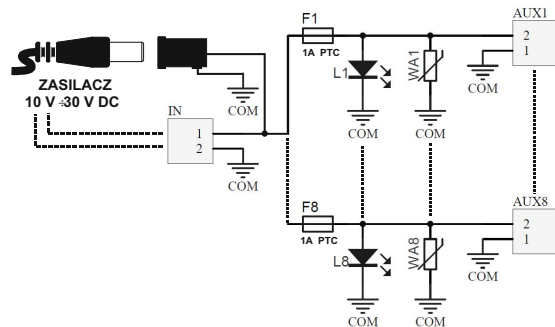 AUX1
F1
2
1
1A PTC
L1
WA1
COM
COM
COM
COM
ZASILACZ
10 V ÷30 V DC
IN
1
2
COM
AUX8
F8
2
1
1A PTC
L8
WA8
COM
COM
COM